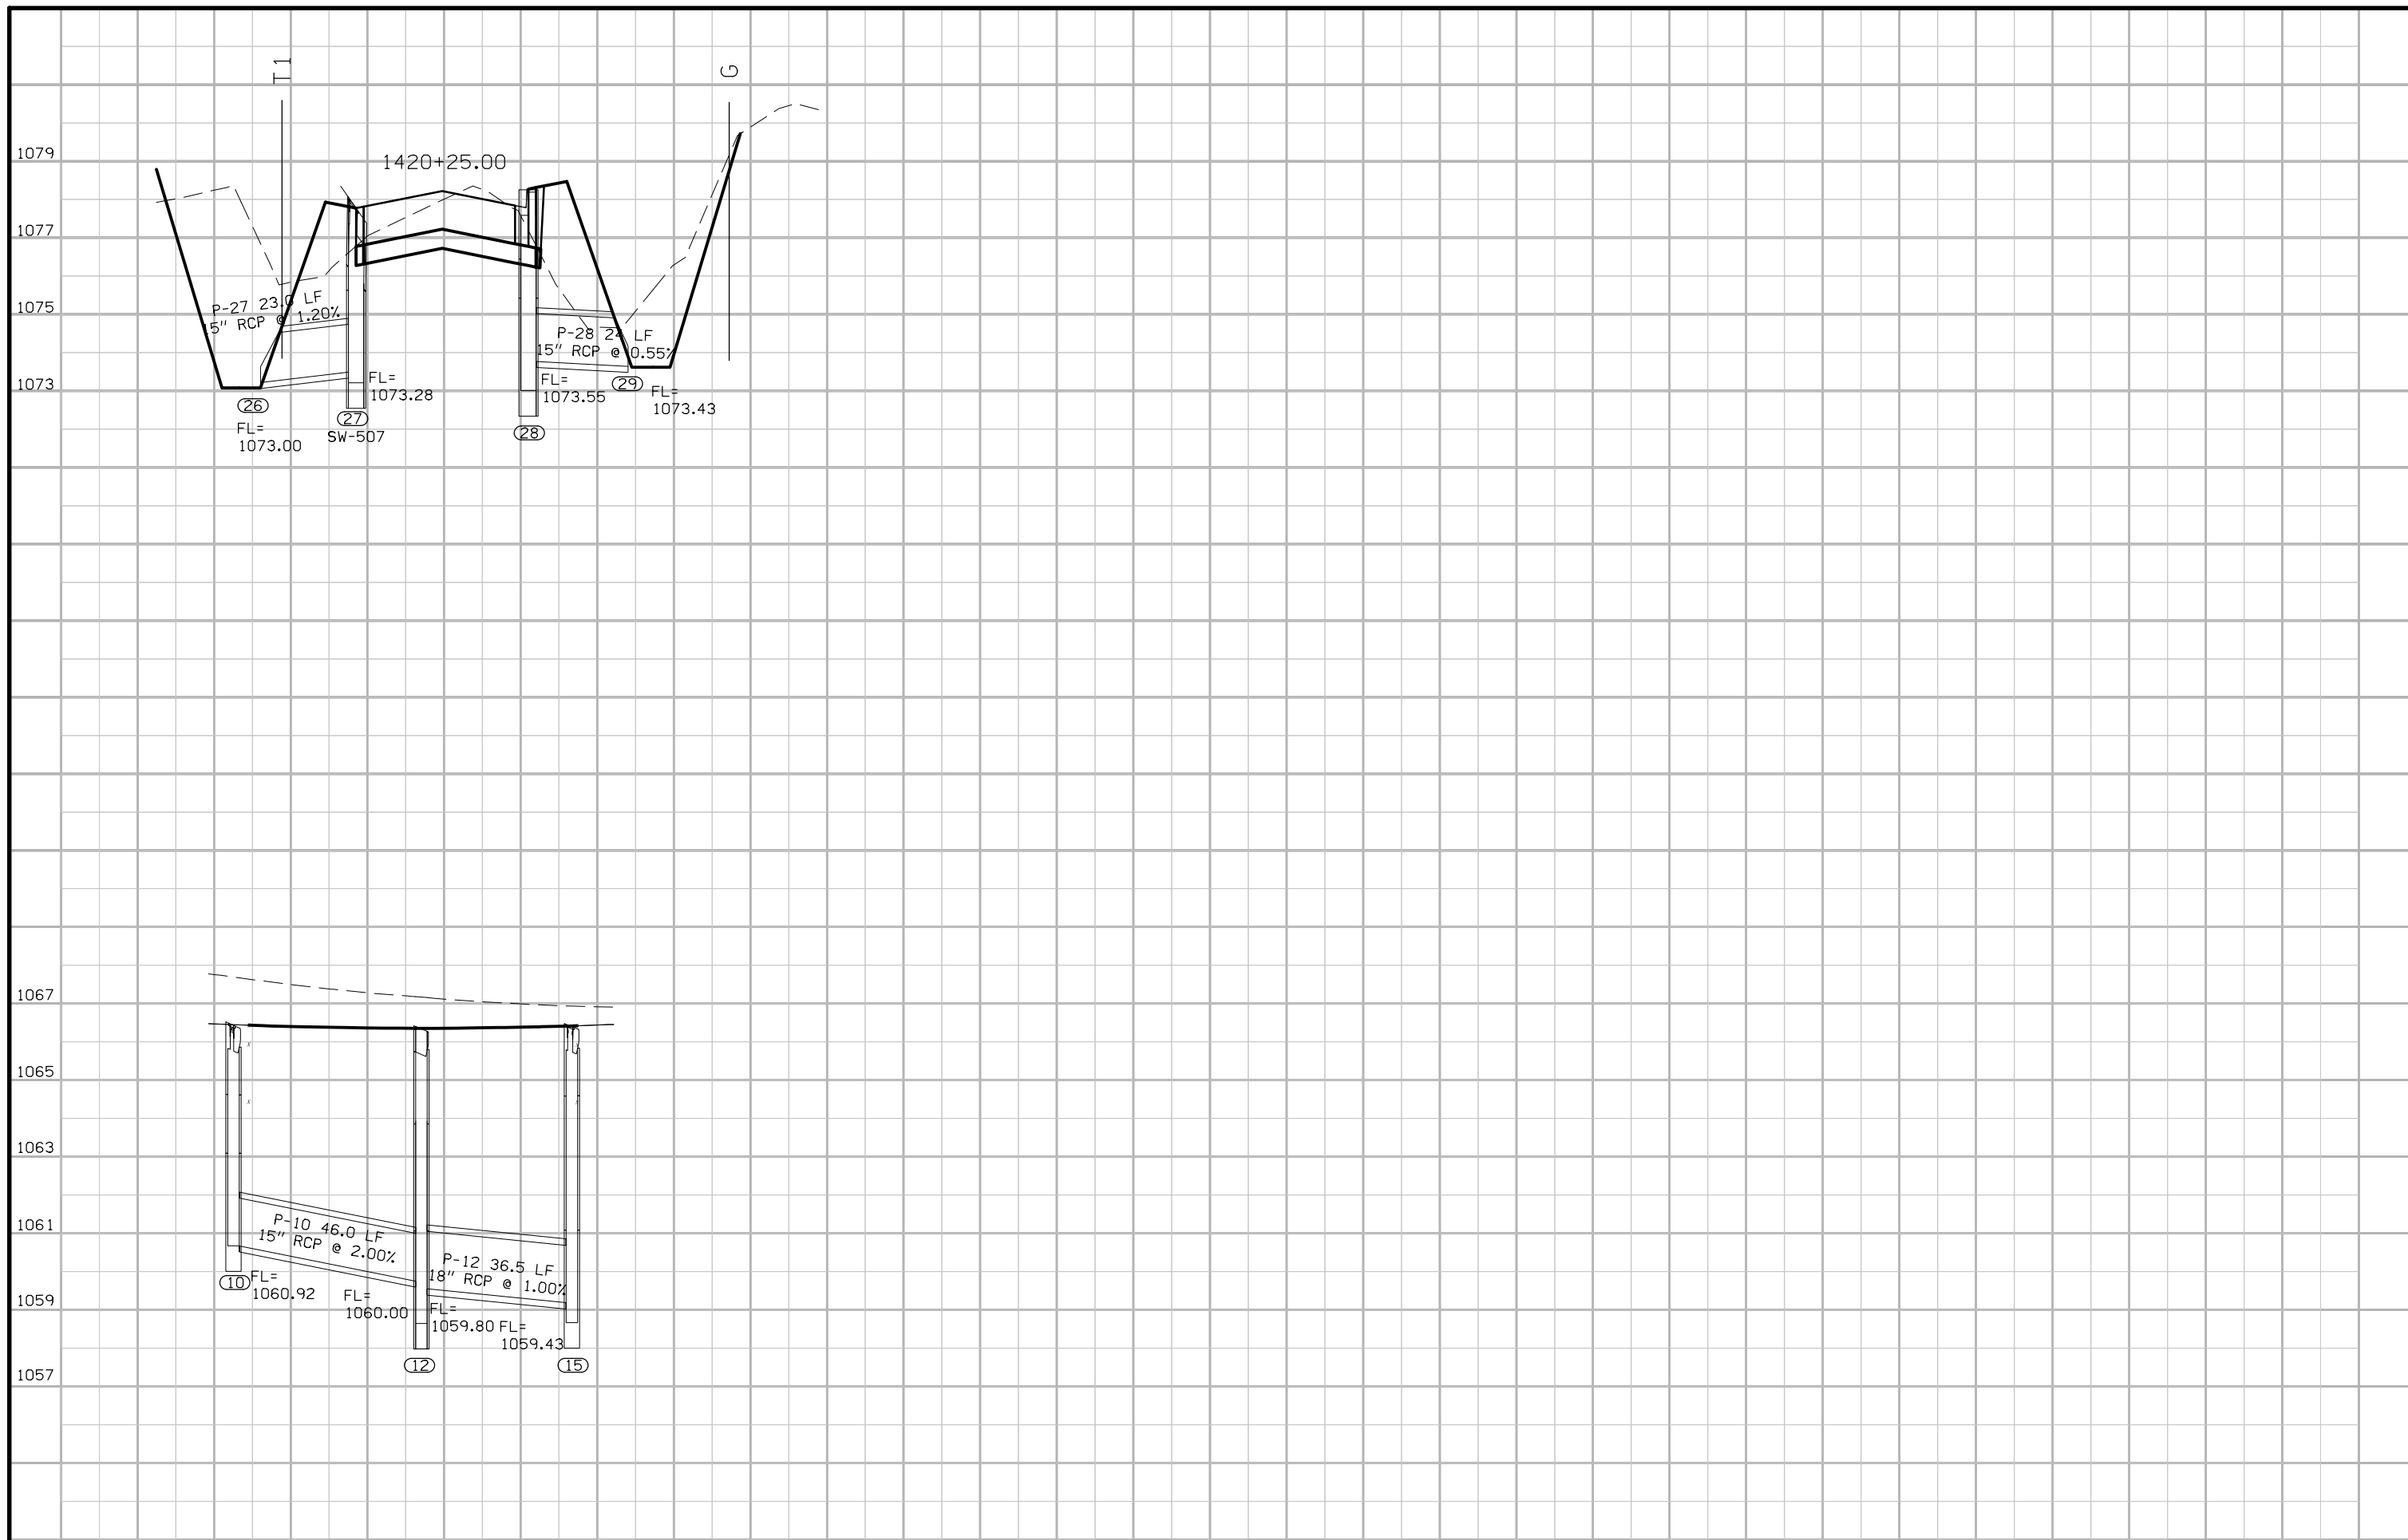 T1
G
1079
1420+25.00
1077
1075
P-27 23.0 LF
15" RCP @ 1.20%
P-28 24 LF
15" RCP @ 0.55%
1073
FL=
1073.28
FL=
1073.55
29
FL=
1073.43
26
27
SW-507
28
FL=
1073.00
1067
1065
1063
1061
P-10 46.0 LF
15" RCP @ 2.00%
P-12 36.5 LF
18" RCP @ 1.00%
10
FL=
1060.92
1059
FL=
1060.00
FL=
1059.80
FL=
1059.43
12
15
1057